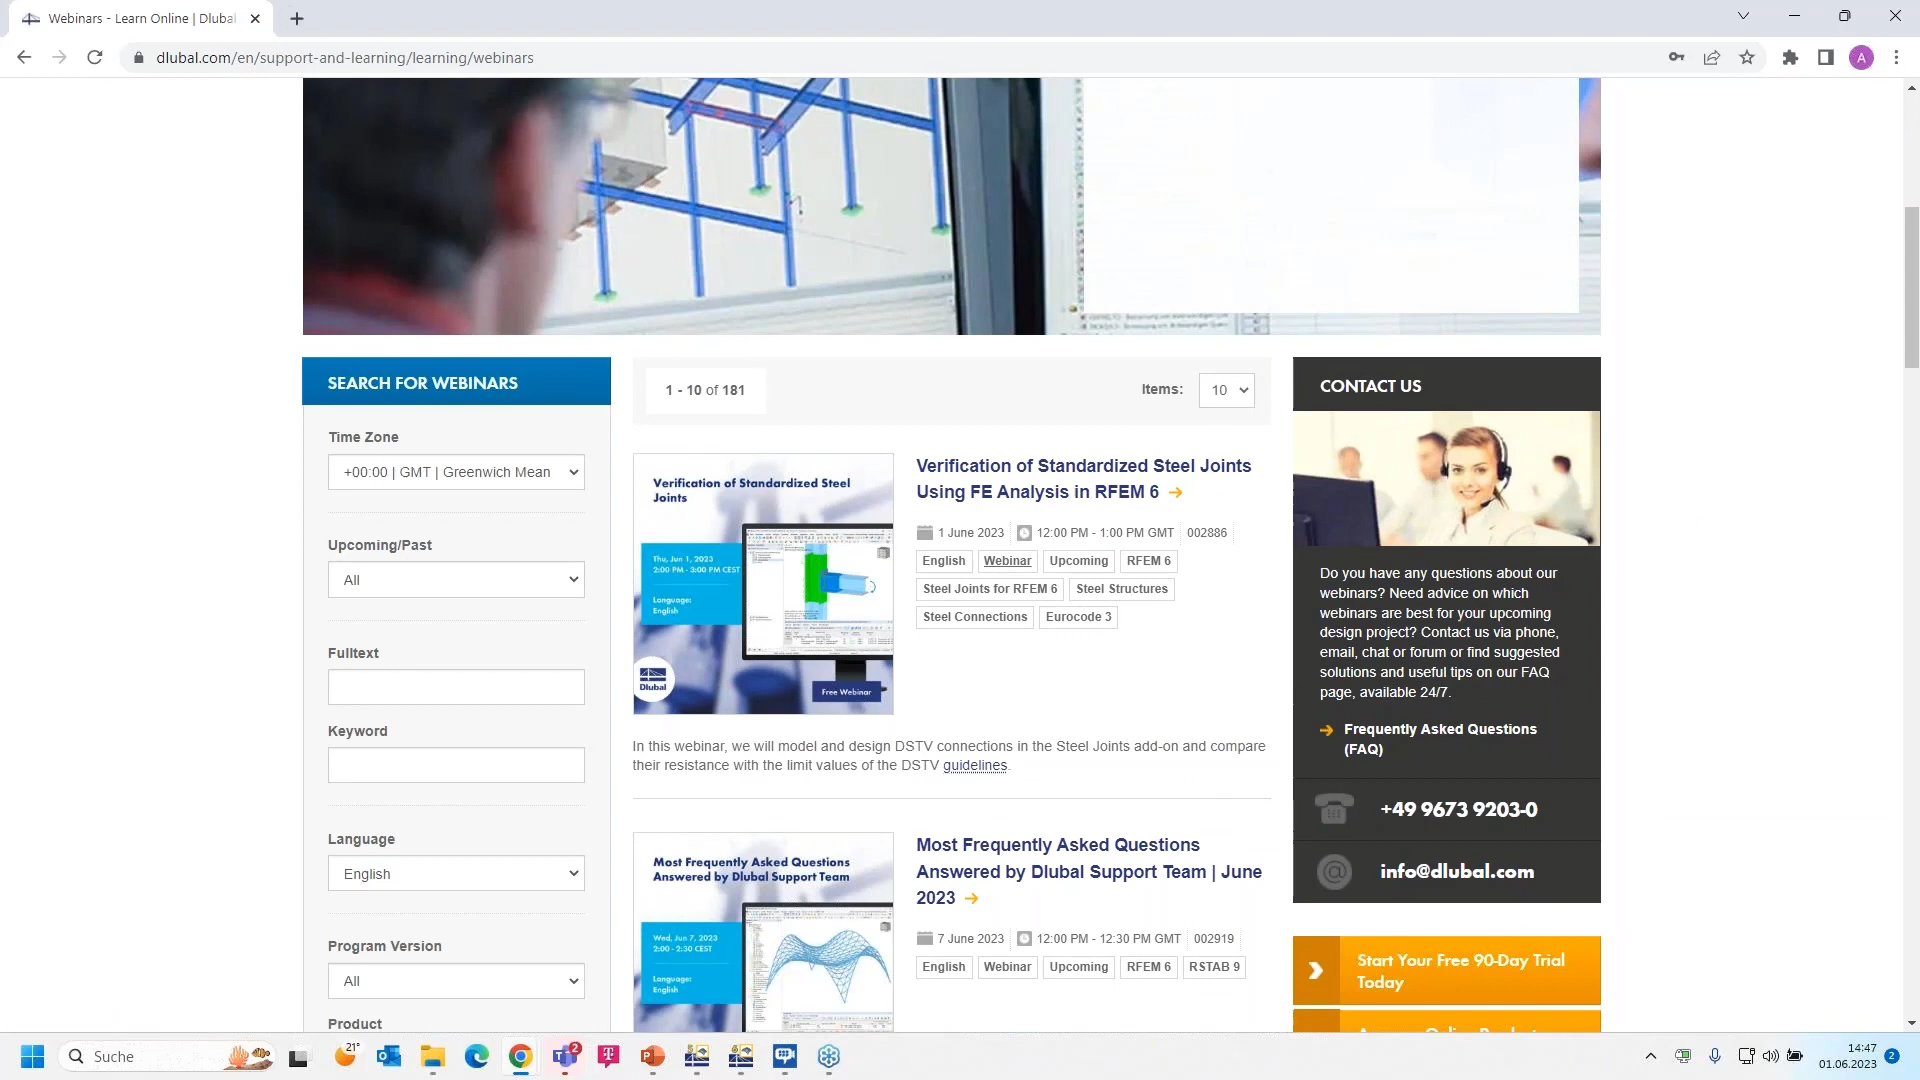 Webinars - Learn Online | Dlubal
dlubal.com/en/support-and-learning/learning/webinars
A
SEARCH FOR WEBINARS
Time Zone
+00:00 | GMT | Greenwich Mean
Upcoming/Past
All
Fulltext
Keyword
Language
English
Program Version
All
Product
1 - 10 of 181
Items:
10
Verification of Standardized Steel
Joints
Thu, Jun 1, 2023
2:00 PM - 3:00 PM CEST
Language:
English
Dlubal
Free Webinar
Verification of Standardized Steel Joints
Using FE Analysis in RFEM 6
1 June 2023 12:00 PM - 1:00 PM GMT 002886
English Webinar Upcoming RFEM 6
Steel Joints for RFEM 6 Steel Structures
Steel Connections Eurocode 3
In this webinar, we will model and design DSTV connections in the Steel Joints add-on and compare
their resistance with the limit values of the DSTV guidelines.
Most Frequently Asked Questions
Answered by Dlubal Support Team
Wed, Jun 7, 2023
2:00 - 2:30 CEST
Language:
English
Most Frequently Asked Questions
Answered by Dlubal Support Team | June
2023
7 June 2023 12:00 PM - 12:30 PM GMT 002919
English Webinar Upcoming RFEM 6 RSTAB 9
CONTACT US
Do you have any questions about our
webinars? Need advice on which
webinars are best for your upcoming
design project? Contact us via phone,
email, chat or forum or find suggested
solutions and useful tips on our FAQ
page, available 24/7.
Frequently Asked Questions
(FAQ)
+49 9673 9203-0
info@dlubal.com
Start Your Free 90-Day Trial
Today
Suche
21°
2
14:47
01.06.2023
2